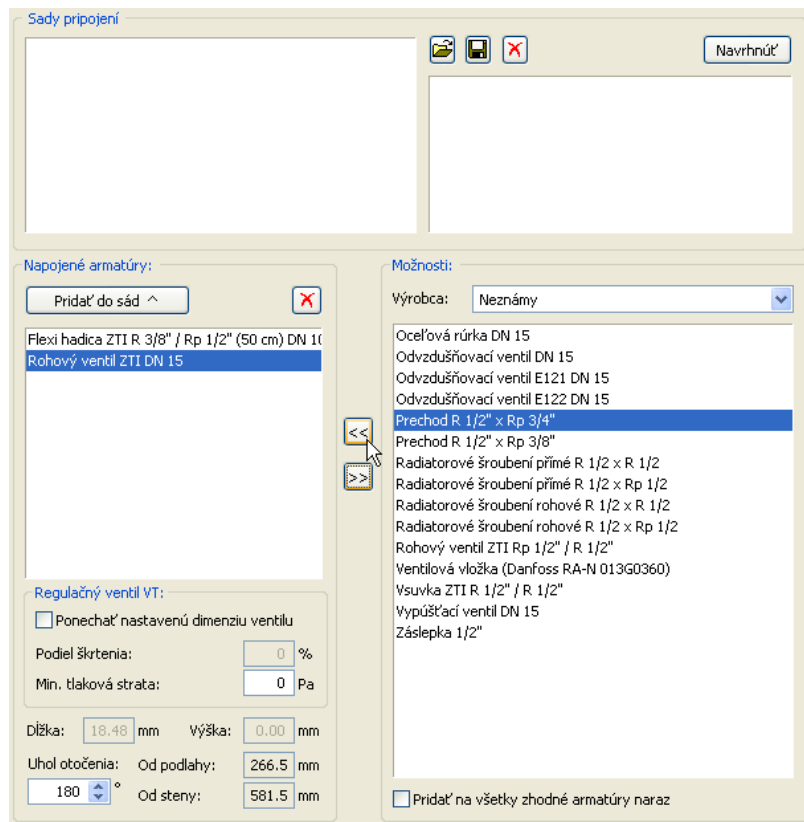 Sady pripojení
Navrhnúť
Napojené armatúry:
Pridať do sád ^
Flexi hadica ZTI R 3/8" / Rp 1/2" (50 cm) DN 10
Rohový ventil ZTI DN 15
<<
>>
Regulačný ventil VT:
Ponechať nastavenú dimenziu ventilu
Podiel škrtenia: 0 %
Min. tlaková strata: 0 Pa
Dĺžka: 18.48 mm Výška: 0.00 mm
Uhol otočenia: Od podlahy: 266.5 mm
180 ° Od steny: 581.5 mm
Možnosti:
Výrobca: Neznámy
Oceľová rúrka DN 15
Odvzdušňovací ventil DN 15
Odvzdušňovací ventil E121 DN 15
Odvzdušňovací ventil E122 DN 15
Prechod R 1/2" x Rp 3/4"
Prechod R 1/2" x Rp 3/8"
Radiatorové šroubení přímé R 1/2 x R 1/2
Radiatorové šroubení přímé R 1/2 x Rp 1/2
Radiatorové šroubení rohové R 1/2 x R 1/2
Radiatorové šroubení rohové R 1/2 x Rp 1/2
Rohový ventil ZTI Rp 1/2" / R 1/2"
Ventilová vložka (Danfoss RA-N 013G0360)
Vsuvka ZTI R 1/2" / R 1/2"
Vypúšťací ventil DN 15
Záslepka 1/2"
Pridať na všetky zhodné armatúry naraz